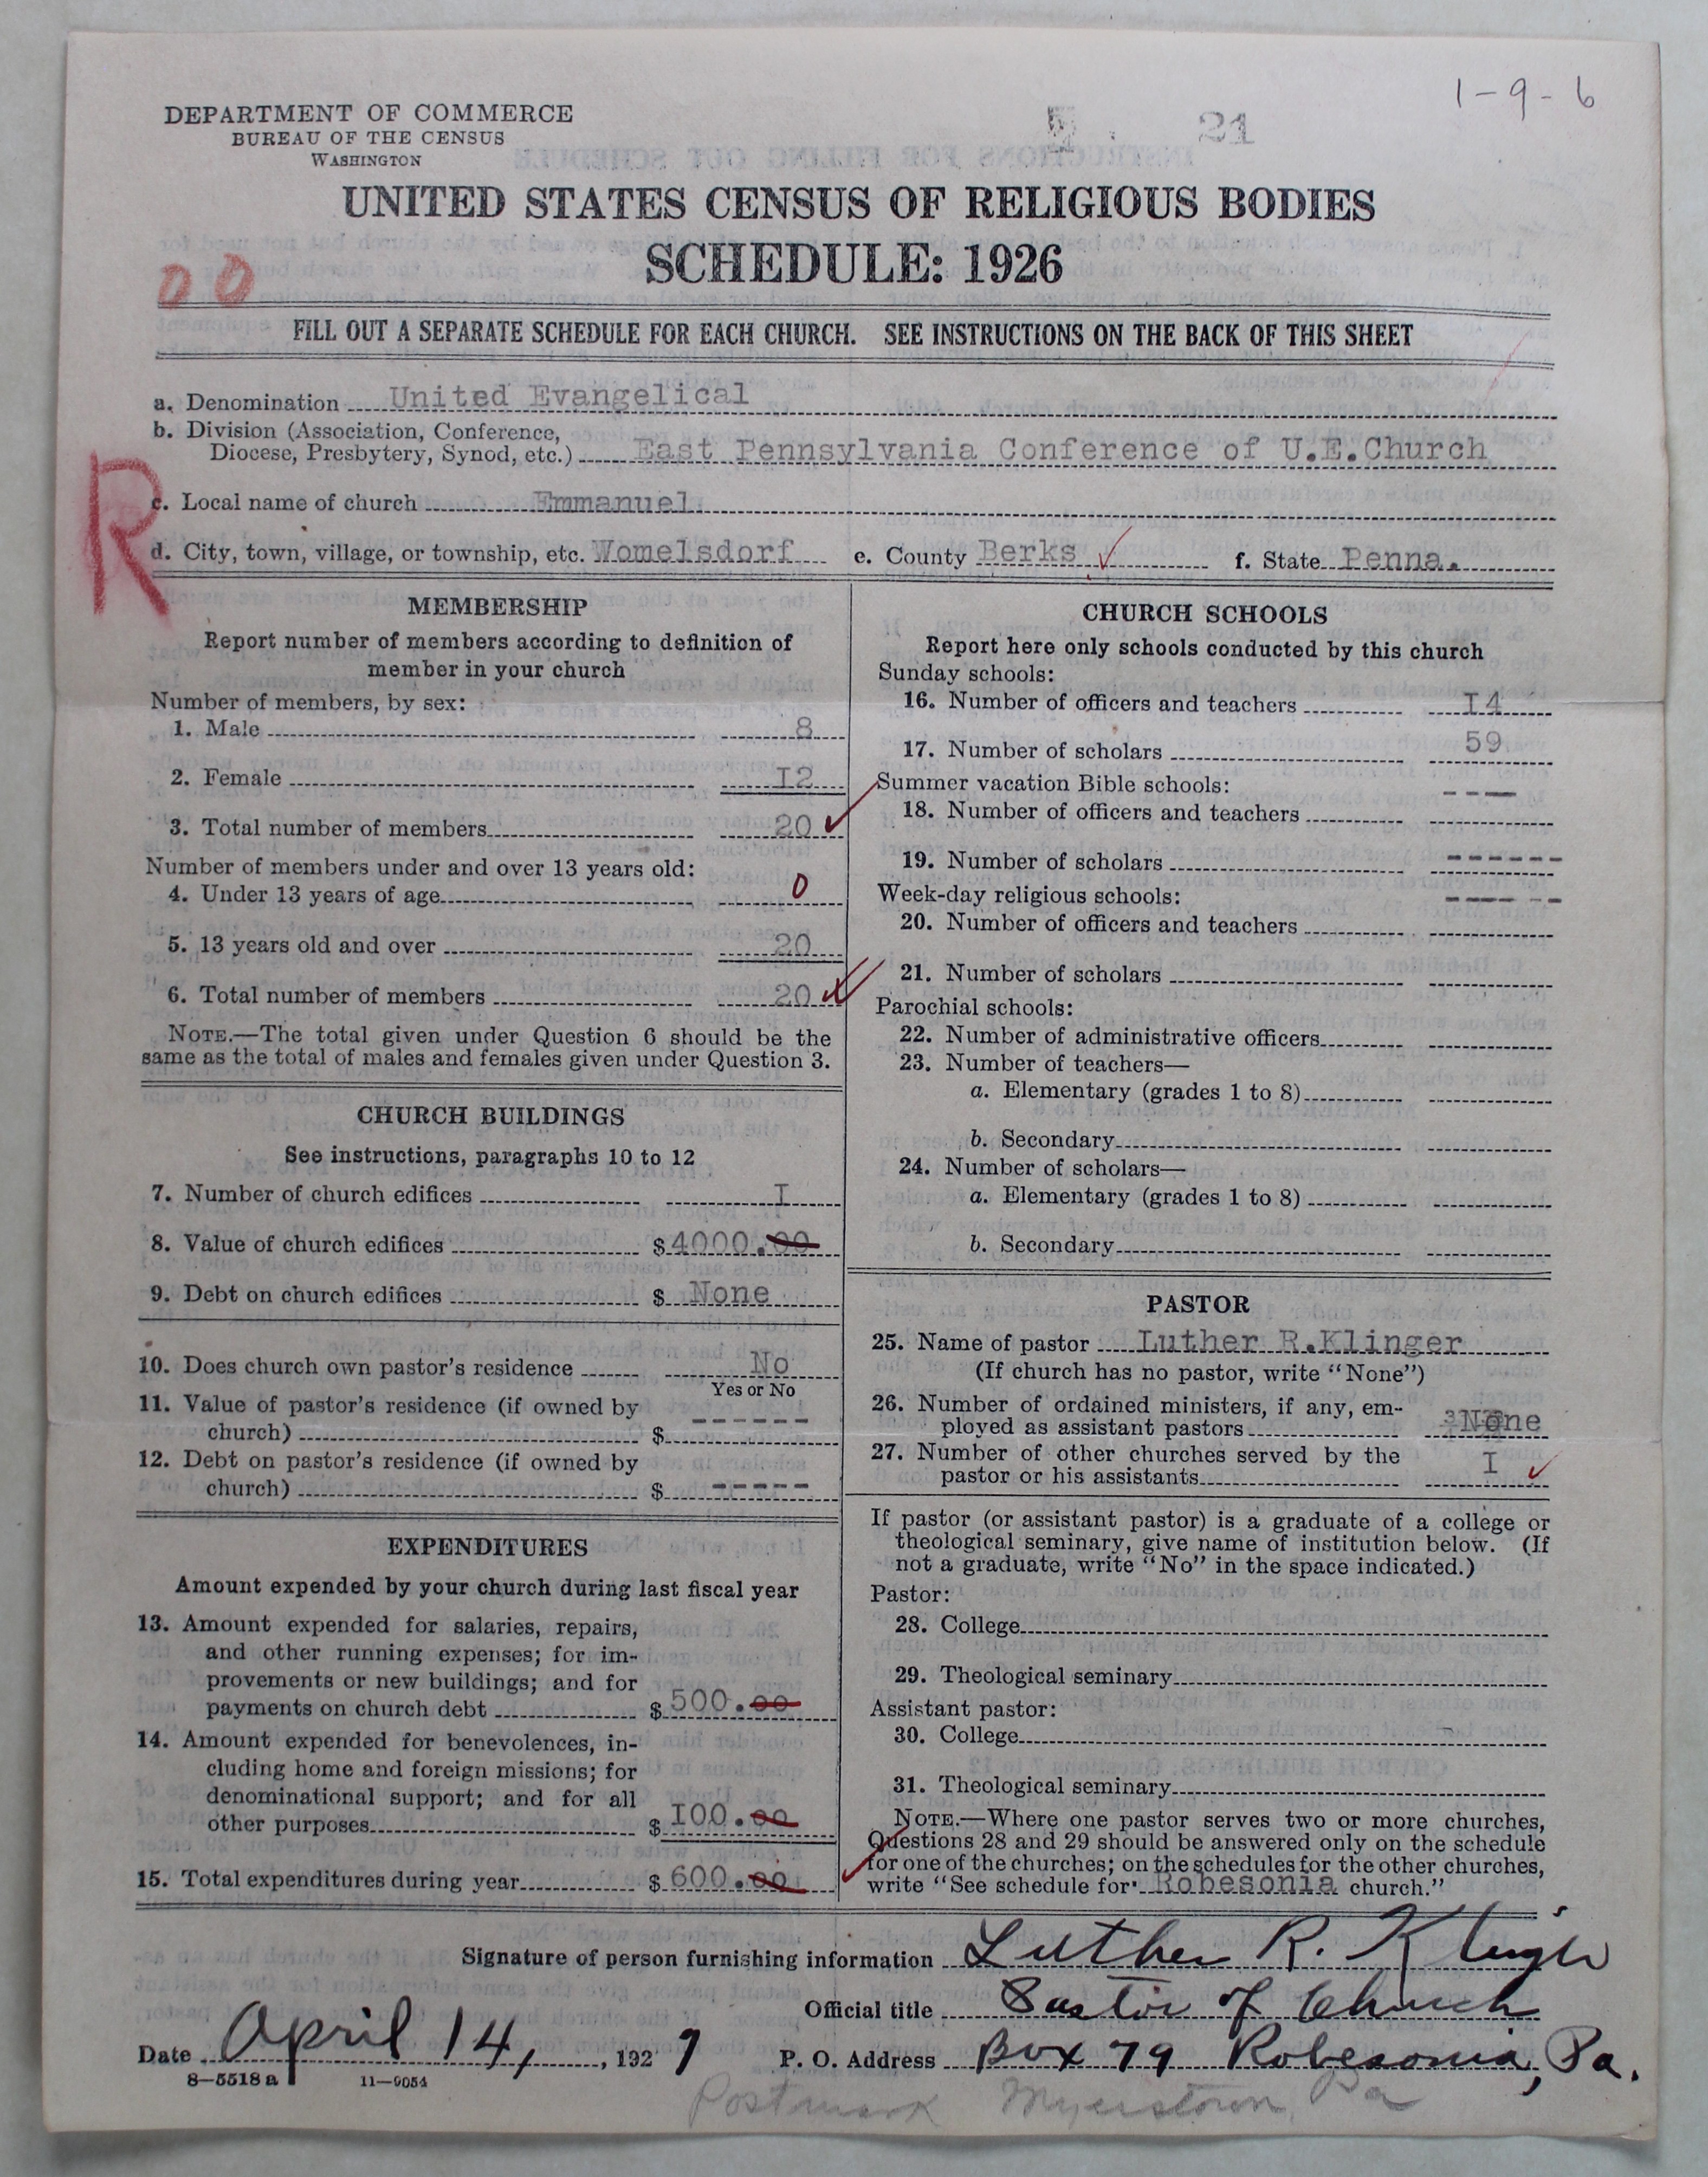 1-9-6
21
DEPARTMENT OF COMMERCE
BUREAU OF THE CENSUS
WASHINGTON
UNITED STATES CENSUS OF RELIGIOUS BODIES
SCHEDULE: 1926
00
FILL OUT A SEPARATE SCHEDULE FOR EACH CHURCH. SEE INSTRUCTIONS ON THE BACK OF THIS SHEET
a. Denomination United Evangelical
b. Division (Association, Conference,
Diocese, Presbytery, Synod, etc.) East Pennsylvania Conference of U.E.Church
R
c. Local name of church Emmanuel
d. City, town, village, or township, etc. Womelsdorf e. County Berks f. State Penna.
MEMBERSHIP
Report number of members according to definition of
member in your church
Number of members, by sex:
1. Male 8
2. Female I2
3. Total number of members 20
Number of members under and over 13 years old:
4. Under 13 years of age 0
5. 13 years old and over 20
6. Total number of members 20
NOTE.—The total given under Question 6 should be the
same as the total of males and females given under Question 3.
CHURCH BUILDINGS
See instructions, paragraphs 10 to 12
7. Number of church edifices I
8. Value of church edifices $4000.00
9. Debt on church edifices $ None
10. Does church own pastor's residence No
Yes or No
11. Value of pastor's residence (if owned by ------
church) $
12. Debt on pastor's residence (if owned by
church) $ -----
EXPENDITURES
Amount expended by your church during last fiscal year
13. Amount expended for salaries, repairs,
and other running expenses; for im-
provements or new buildings; and for
payments on church debt $500.00
14. Amount expended for benevolences, in-
cluding home and foreign missions; for
denominational support; and for all
other purposes $I00.00
15. Total expenditures during year $600.00
CHURCH SCHOOLS
Report here only schools conducted by this church
Sunday schools:
16. Number of officers and teachers I4
17. Number of scholars 59
Summer vacation Bible schools: ----
18. Number of officers and teachers
19. Number of scholars ------
Week-day religious schools: ------
20. Number of officers and teachers
21. Number of scholars
Parochial schools:
22. Number of administrative officers
23. Number of teachers—
a. Elementary (grades 1 to 8)
b. Secondary
24. Number of scholars—
a. Elementary (grades 1 to 8)
b. Secondary
PASTOR
25. Name of pastor Luther R.Klinger
(If church has no pastor, write "None")
26. Number of ordained ministers, if any, em-
ployed as assistant pastors None
27. Number of other churches served by the
pastor or his assistants I
If pastor (or assistant pastor) is a graduate of a college or
theological seminary, give name of institution below. (If
not a graduate, write "No" in the space indicated.)
Pastor:
28. College
29. Theological seminary
Assistant pastor:
30. College
31. Theological seminary
NOTE.—Where one pastor serves two or more churches,
Questions 28 and 29 should be answered only on the schedule
for one of the churches; on the schedules for the other churches,
write "See schedule for Robesonia church."
Signature of person furnishing information Luther R. Klinger
Official title Pastor of Church
Date April 14, 1927 P. O. Address Box 79 Robesonia, Pa.
8—5518 a 11—9054
Postmark Myerstown, Pa